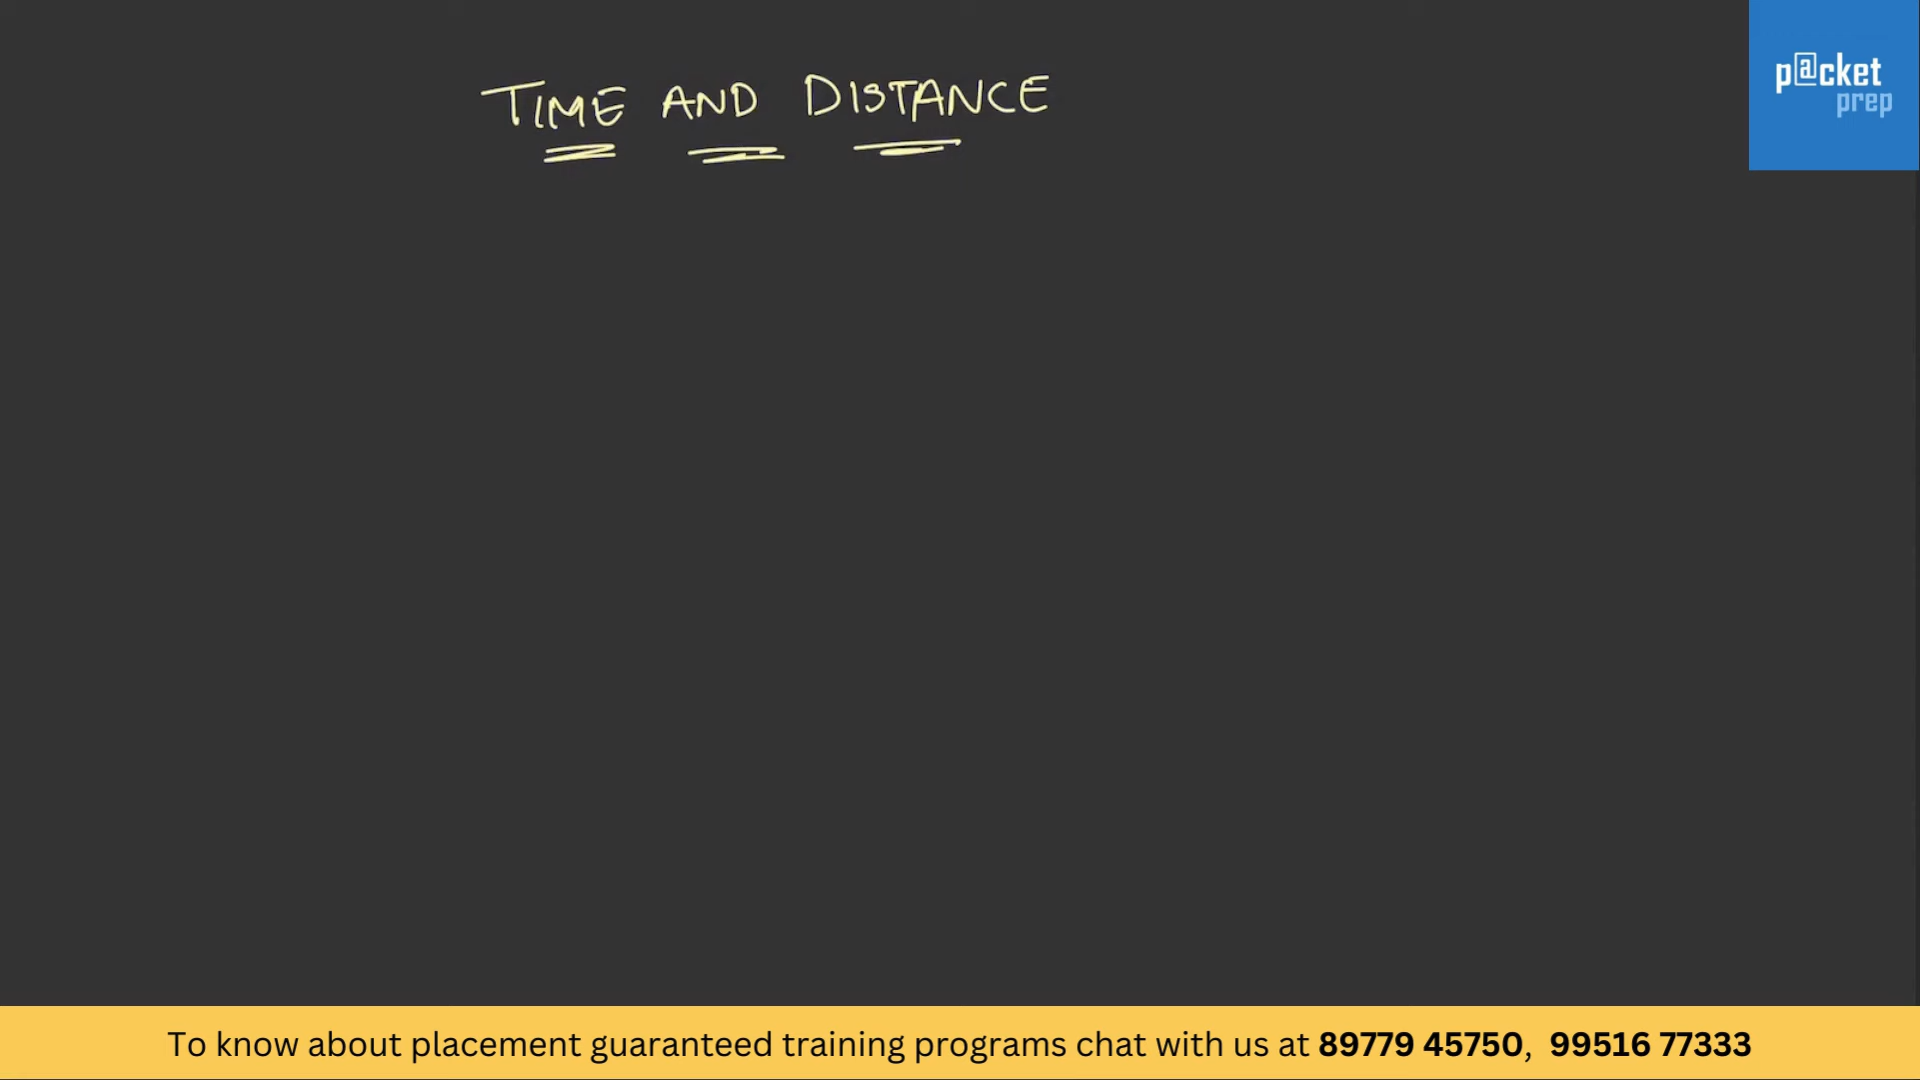 TIME AND DISTANCE
p@cket
prep
To know about placement guaranteed training programs chat with us at 89779 45750, 99516 77333